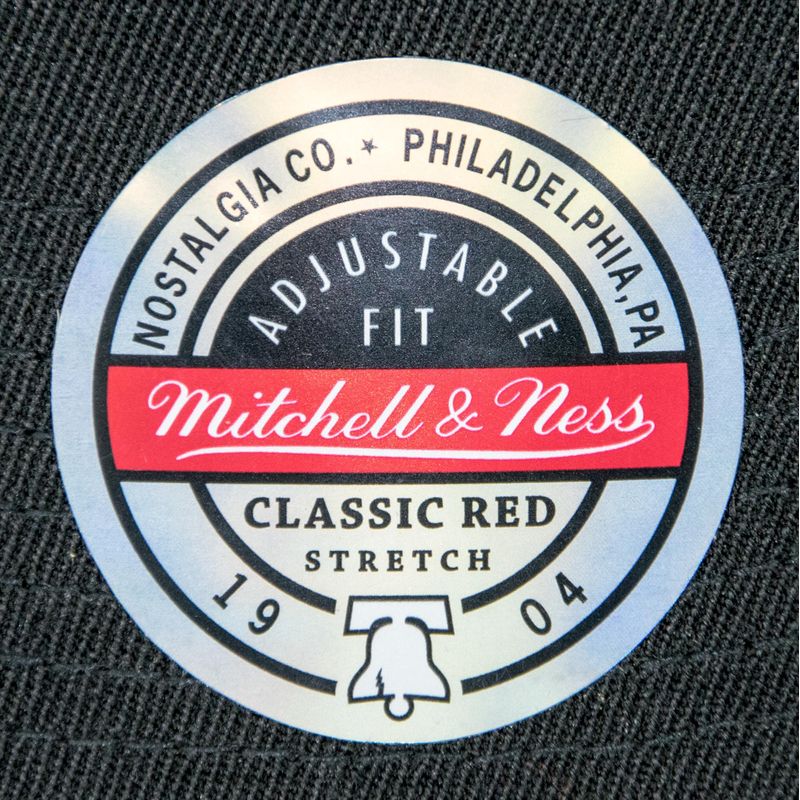 NOSTALGIA CO. ★ PHILADELPHIA, PA
ADJUSTABLE
FIT
Mitchell & Ness
CLASSIC RED
STRETCH
19 04